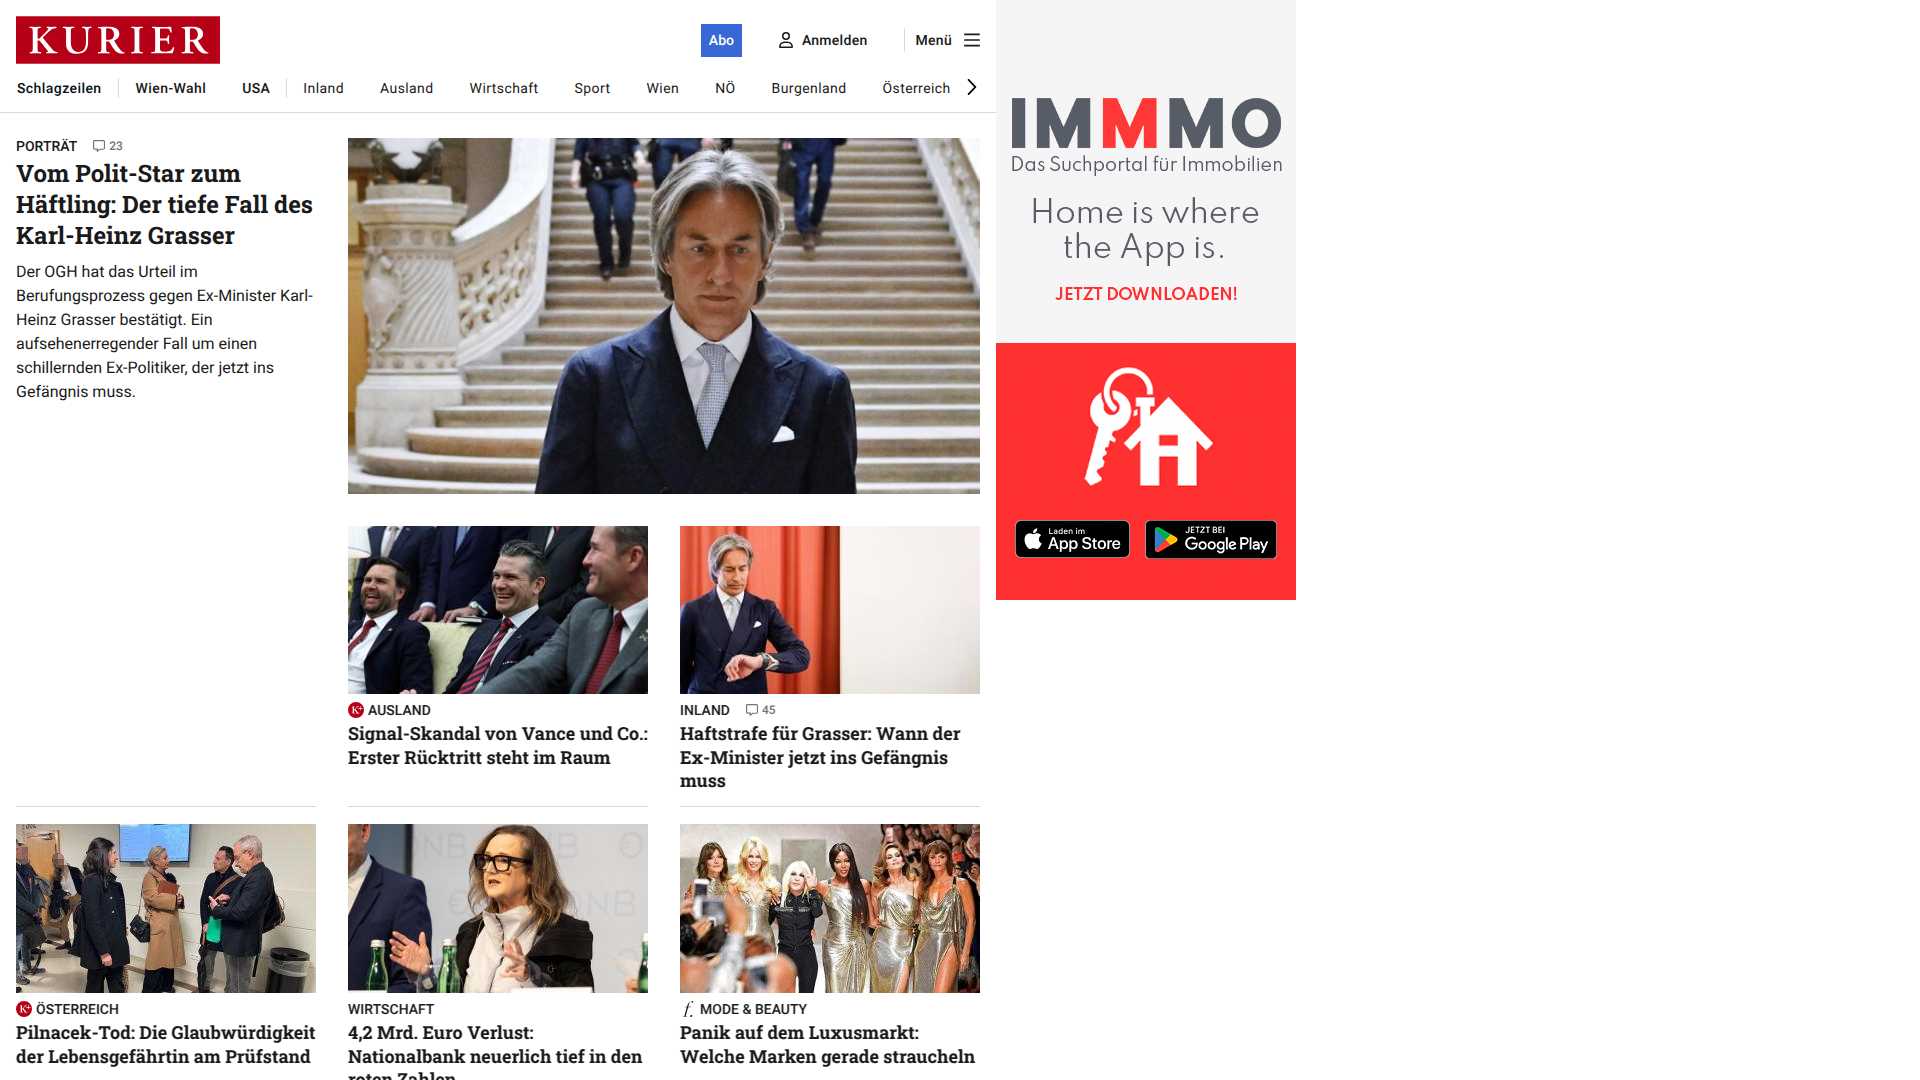 KURIER
Abo
Anmelden
Menü
Schlagzeilen
Wien-Wahl
USA
Inland
Ausland
Wirtschaft
Sport
Wien
NÖ
Burgenland
Österreich
PORTRÄT 23
Vom Polit-Star zum
Häftling: Der tiefe Fall des
Karl-Heinz Grasser
Der OGH hat das Urteil im
Berufungsprozess gegen Ex-Minister Karl-
Heinz Grasser bestätigt. Ein
aufsehenerregender Fall um einen
schillernden Ex-Politiker, der jetzt ins
Gefängnis muss.
K+ AUSLAND
Signal-Skandal von Vance und Co.:
Erster Rücktritt steht im Raum
INLAND 45
Haftstrafe für Grasser: Wann der
Ex-Minister jetzt ins Gefängnis
muss
K+ ÖSTERREICH
Pilnacek-Tod: Die Glaubwürdigkeit
der Lebensgefährtin am Prüfstand
WIRTSCHAFT
4,2 Mrd. Euro Verlust:
Nationalbank neuerlich tief in den
roten Zahlen
f. MODE & BEAUTY
Panik auf dem Luxusmarkt:
Welche Marken gerade straucheln
IMMMO
Das Suchportal für Immobilien
Home is where
the App is.
JETZT DOWNLOADEN!
Laden im
App Store
JETZT BEI
Google Play